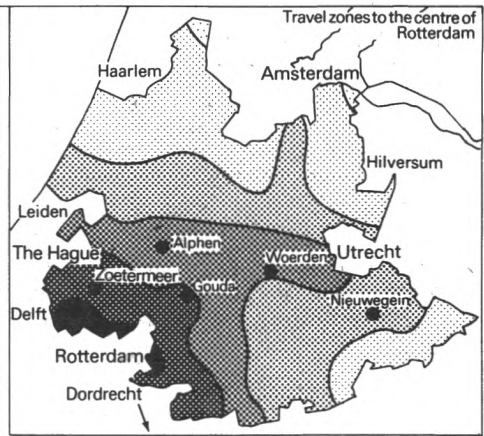 Travel zones to the centre of
Rotterdam
Haarlem
Amsterdam
Hilversum
Leiden
Alphen
The Hague
Woerden
Utrecht
Zoetermeer
Gouda
Nieuwegein
Delft
Rotterdam
Dordrecht